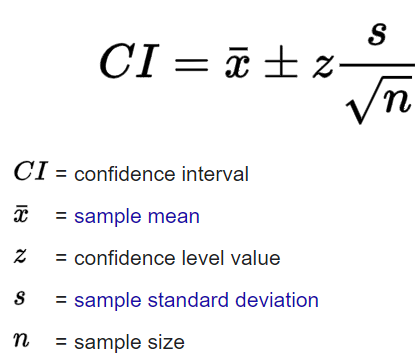 CI = x̄ ± z s/√n
CI = confidence interval
x̄ = sample mean
z = confidence level value
s = sample standard deviation
n = sample size